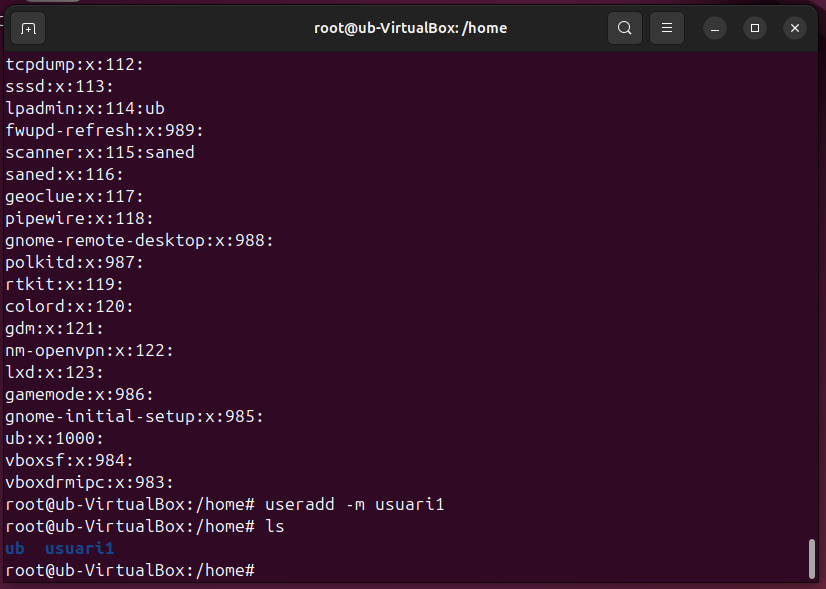 root@ub-VirtualBox: /home
tcpdump:x:112:
sssd:x:113:
lpadmin:x:114:ub
fwupd-refresh:x:989:
scanner:x:115:saned
saned:x:116:
geoclue:x:117:
pipewire:x:118:
gnome-remote-desktop:x:988:
polkitd:x:987:
rtkit:x:119:
colord:x:120:
gdm:x:121:
nm-openvpn:x:122:
lxd:x:123:
gamemode:x:986:
gnome-initial-setup:x:985:
ub:x:1000:
vboxsf:x:984:
vboxdrmipc:x:983:
root@ub-VirtualBox:/home# useradd -m usuari1
root@ub-VirtualBox:/home# ls
ub  usuari1
root@ub-VirtualBox:/home#